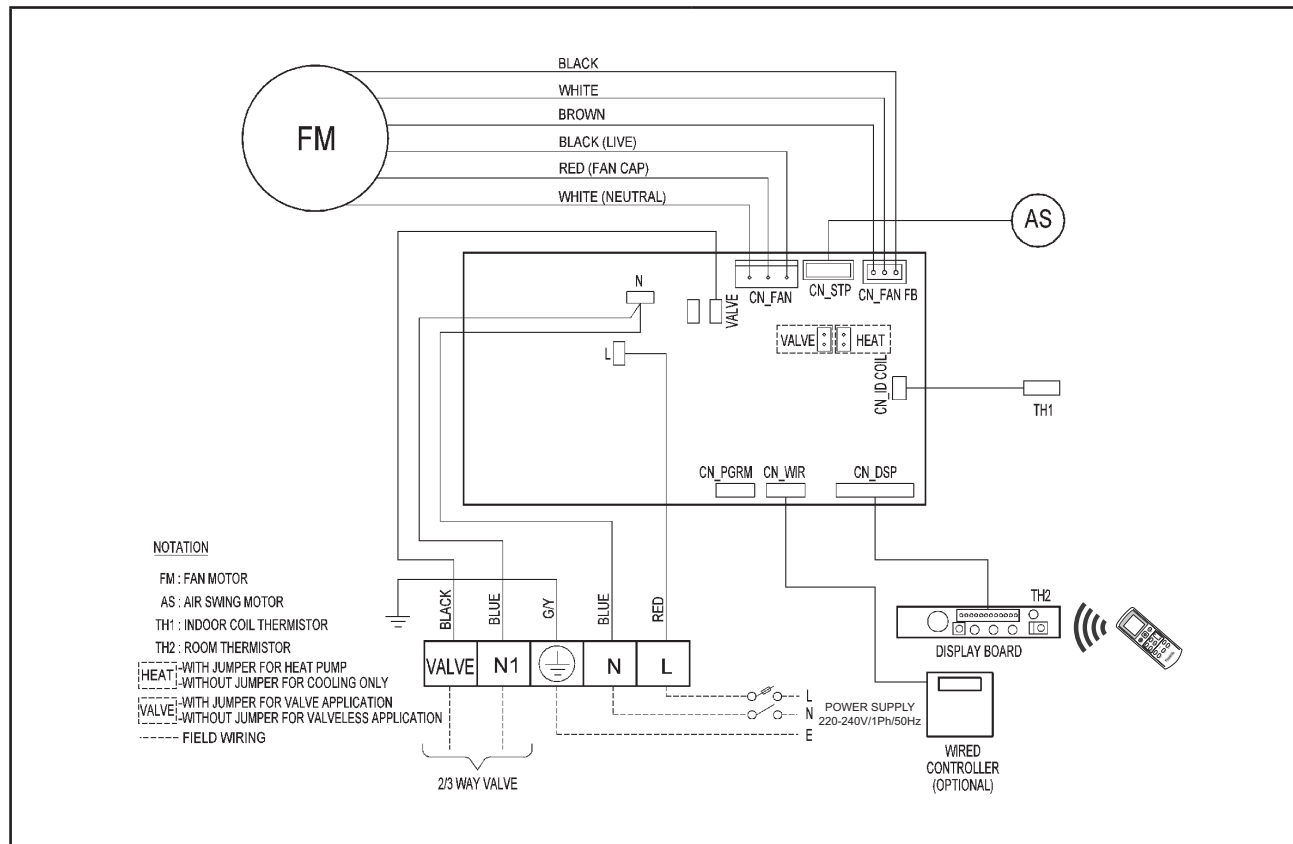 BLACK
WHITE
BROWN
FM
BLACK (LIVE)
RED (FAN CAP)
WHITE (NEUTRAL)
AS
N
VALVE
CN_FAN
CN_STP
CN_FAN FB
VALVE
HEAT
L
CN_ID COIL
TH1
CN_PGRM
CN_WIR
CN_DSP
NOTATION
FM : FAN MOTOR
AS : AIR SWING MOTOR
TH1 : INDOOR COIL THERMISTOR
TH2 : ROOM THERMISTOR
HEAT -WITH JUMPER FOR HEAT PUMP
-WITHOUT JUMPER FOR COOLING ONLY
VALVE -WITH JUMPER FOR VALVE APPLICATION
-WITHOUT JUMPER FOR VALVELESS APPLICATION
------ FIELD WIRING
BLACK
BLUE
G/Y
BLUE
RED
VALVE
N1
N
L
2/3 WAY VALVE
L
N
E
POWER SUPPLY
220-240V/1Ph/50Hz
TH2
DISPLAY BOARD
WIRED
CONTROLLER
(OPTIONAL)